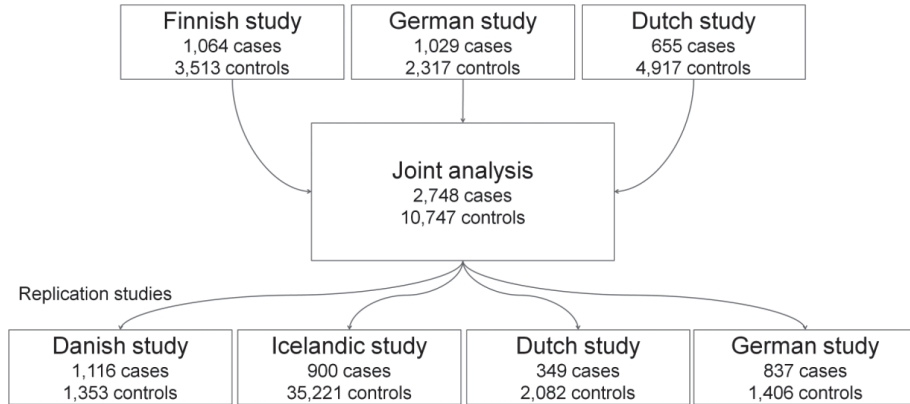 Finnish study
1,064 cases
3,513 controls
German study
1,029 cases
2,317 controls
Dutch study
655 cases
4,917 controls
Joint analysis
2,748 cases
10,747 controls
Replication studies
Danish study
1,116 cases
1,353 controls
Icelandic study
900 cases
35,221 controls
Dutch study
349 cases
2,082 controls
German study
837 cases
1,406 controls